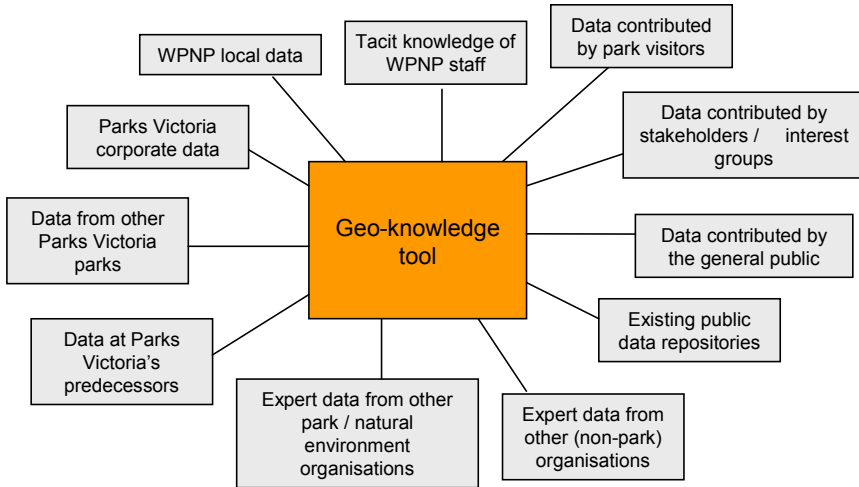 WPNP local data
Tacit knowledge of
WPNP staff
Data contributed
by park visitors
Parks Victoria
corporate data
Data contributed by
stakeholders / interest
groups
Data from other
Parks Victoria
parks
Geo-knowledge
tool
Data contributed by
the general public
Data at Parks
Victoria's
predecessors
Existing public
data repositories
Expert data from other
park / natural
environment
organisations
Expert data from
other (non-park)
organisations